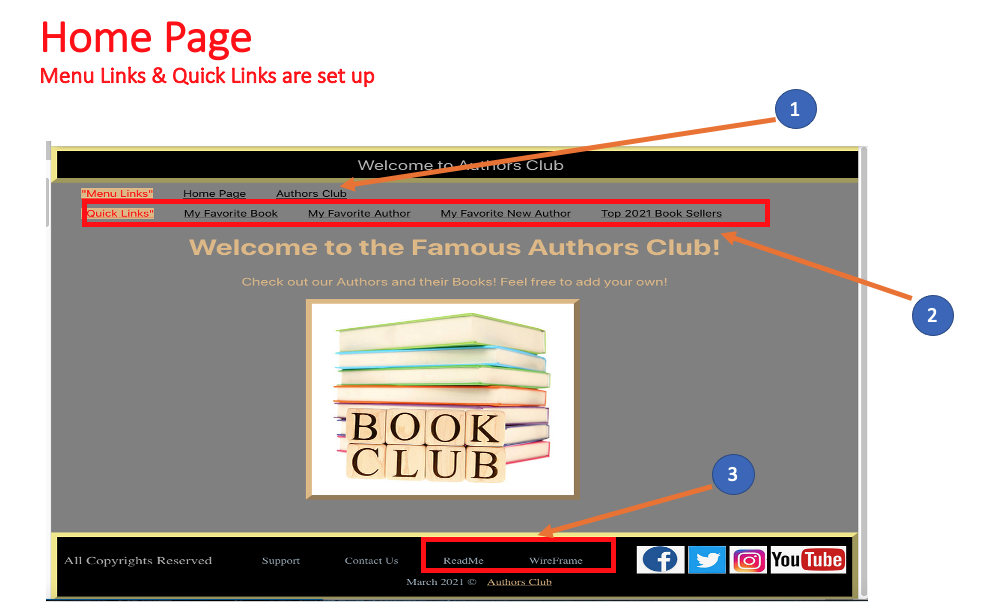 Home Page
Menu Links & Quick Links are set up
1
Welcome to Authors Club
"Menu Links" Home Page Authors Club
"Quick Links" My Favorite Book My Favorite Author My Favorite New Author Top 2021 Book Sellers
Welcome to the Famous Authors Club!
Check out our Authors and their Books! Feel free to add your own!
2
BOOK
CLUB
3
All Copyrights Reserved Support Contact Us ReadMe WireFrame f YouTube
March 2021 © Authors Club